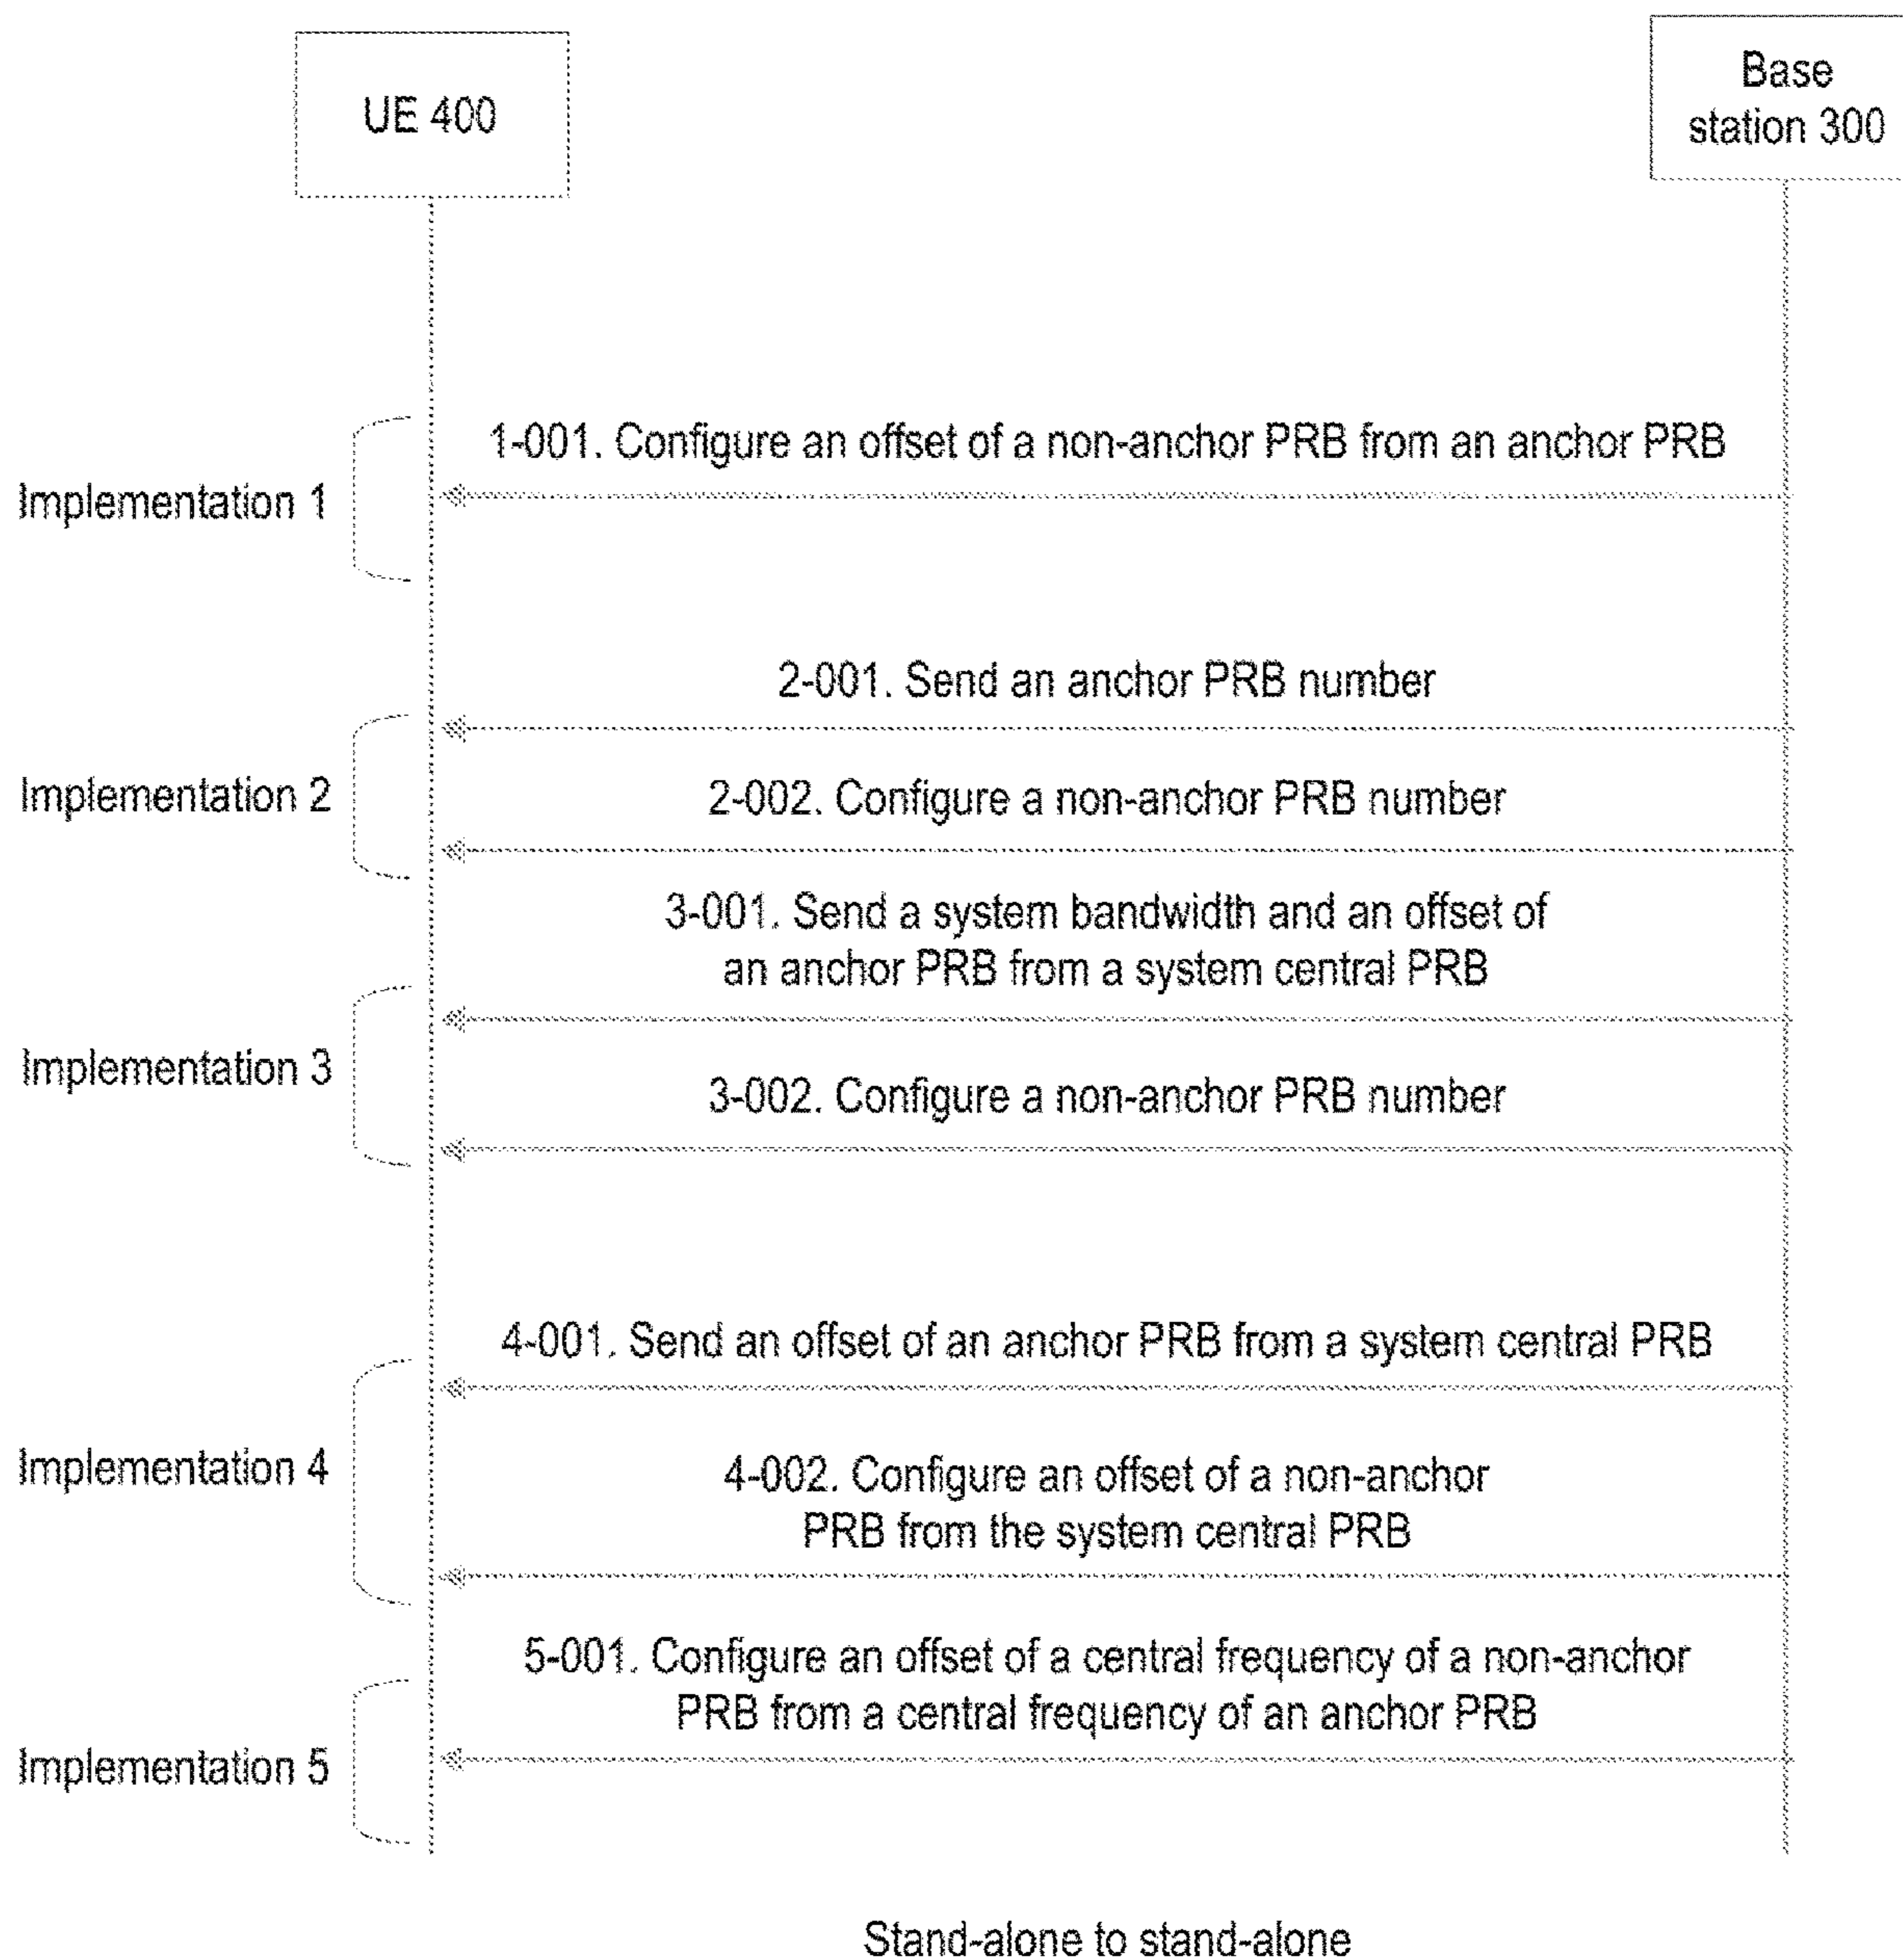 UE 400
Base
station 300
1-001. Configure an offset of a non-anchor PRB from an anchor PRB
Implementation 1
2-001. Send an anchor PRB number
Implementation 2
2-002. Configure a non-anchor PRB number
3-001. Send a system bandwidth and an offset of
an anchor PRB from a system central PRB
Implementation 3
3-002. Configure a non-anchor PRB number
4-001. Send an offset of an anchor PRB from a system central PRB
Implementation 4
4-002. Configure an offset of a non-anchor
PRB from the system central PRB
5-001. Configure an offset of a central frequency of a non-anchor
PRB from a central frequency of an anchor PRB
Implementation 5
Stand-alone to stand-alone